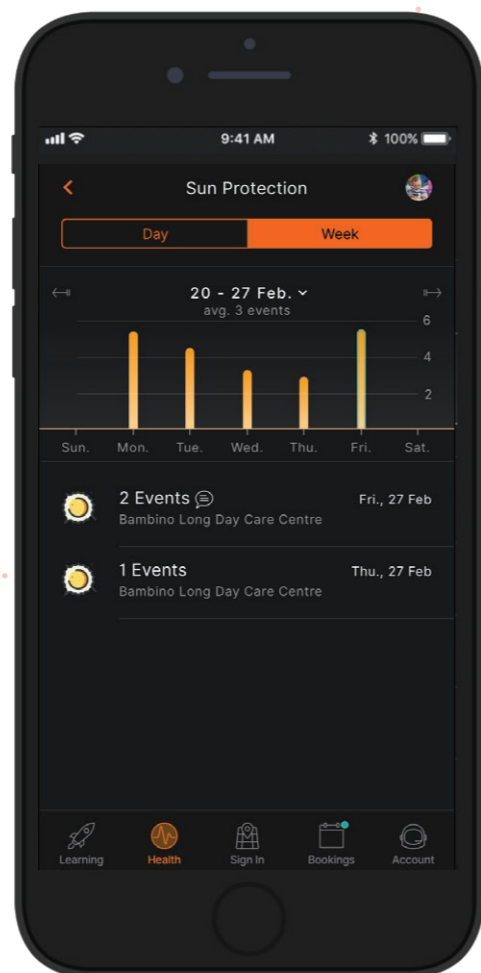 9:41 AM 100%
Sun Protection
Day Week
20 - 27 Feb.
avg. 3 events
6
4
2
Sun. Mon. Tue. Wed. Thu. Fri. Sat.
2 Events Fri., 27 Feb
Bambino Long Day Care Centre
1 Events Thu., 27 Feb
Bambino Long Day Care Centre
Learning Health Sign In Bookings Account